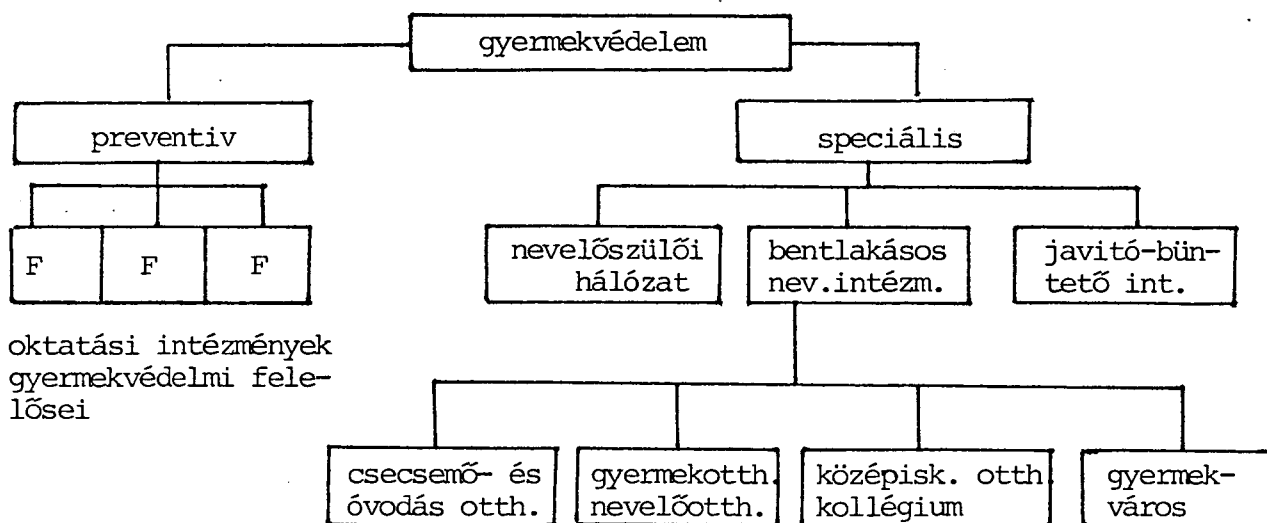 gyermekvédelem
preventiv
speciális
F F F
nevelőszülői
hálózat
bentlakásos
nev.intézm.
javitó-bün-
tető int.
oktatási intézmények
gyermekvédelmi fele-
lősei
csecsemő- és
óvodás otth.
gyermekotth.
nevelőotth.
középisk. otth.
kollégium
gyermek-
város